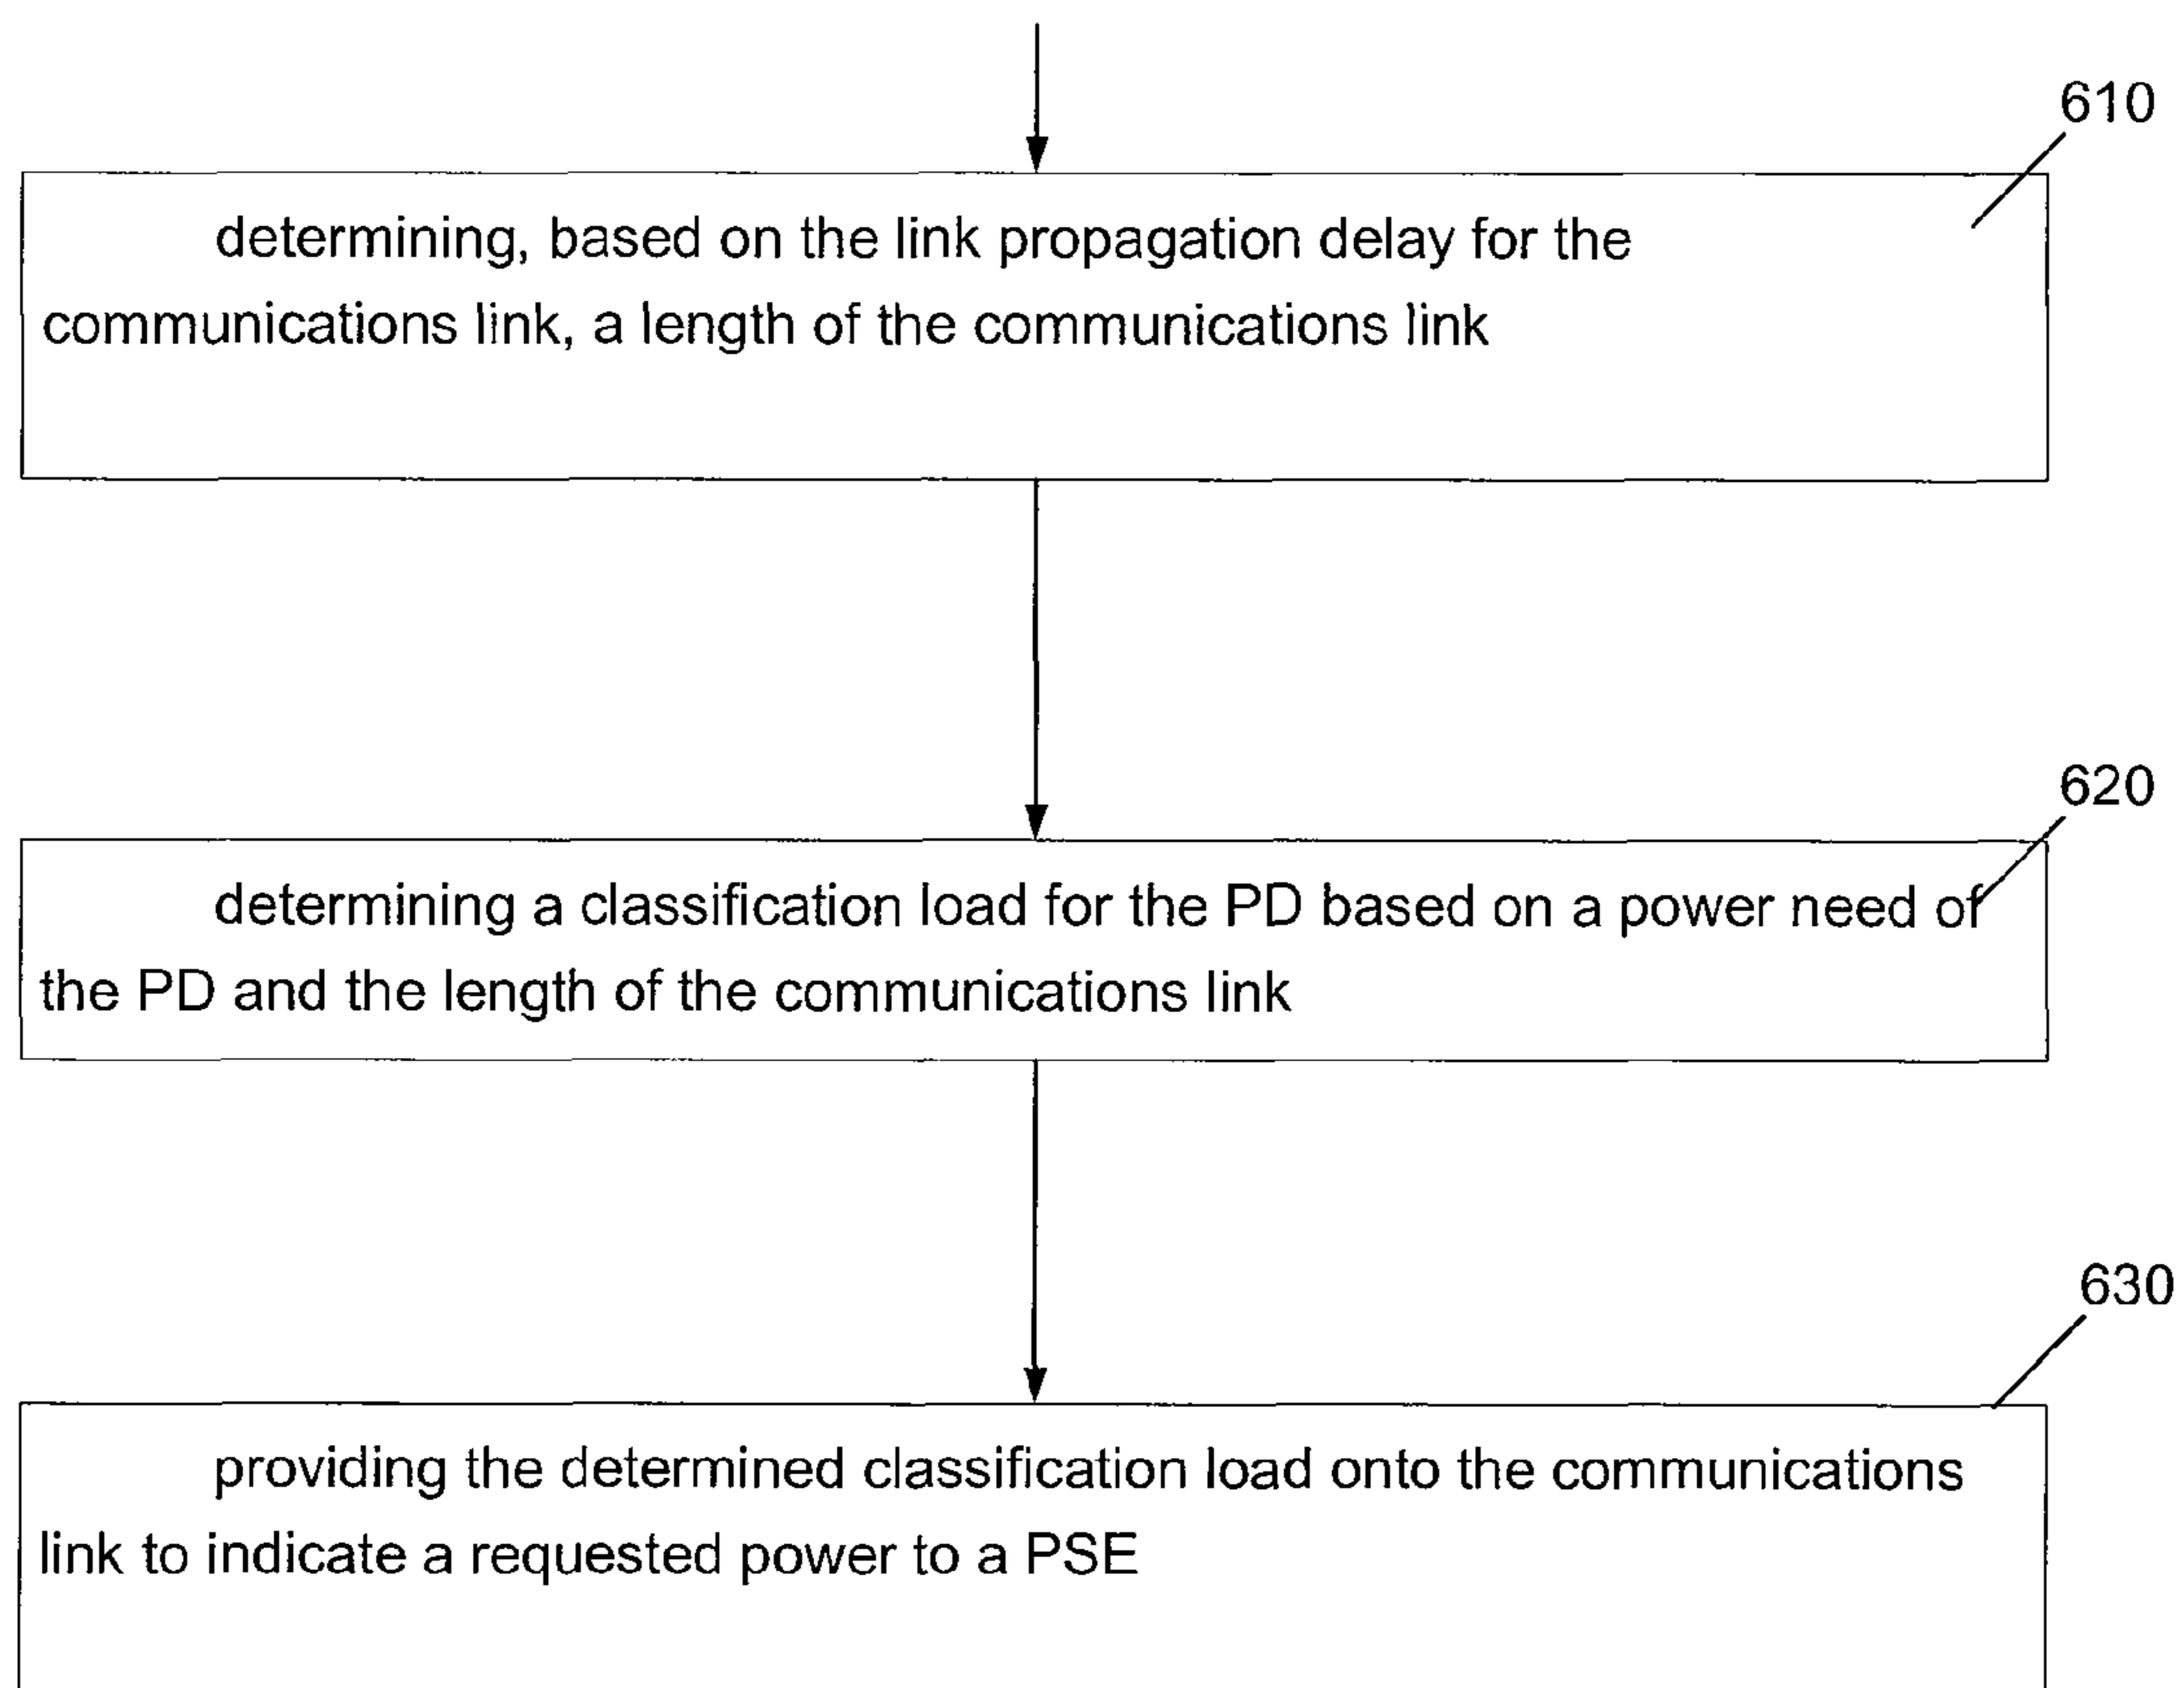 610
determining, based on the link propagation delay for the
communications link, a length of the communications link
620
determining a classification load for the PD based on a power need of
the PD and the length of the communications link
630
providing the determined classification load onto the communications
link to indicate a requested power to a PSE